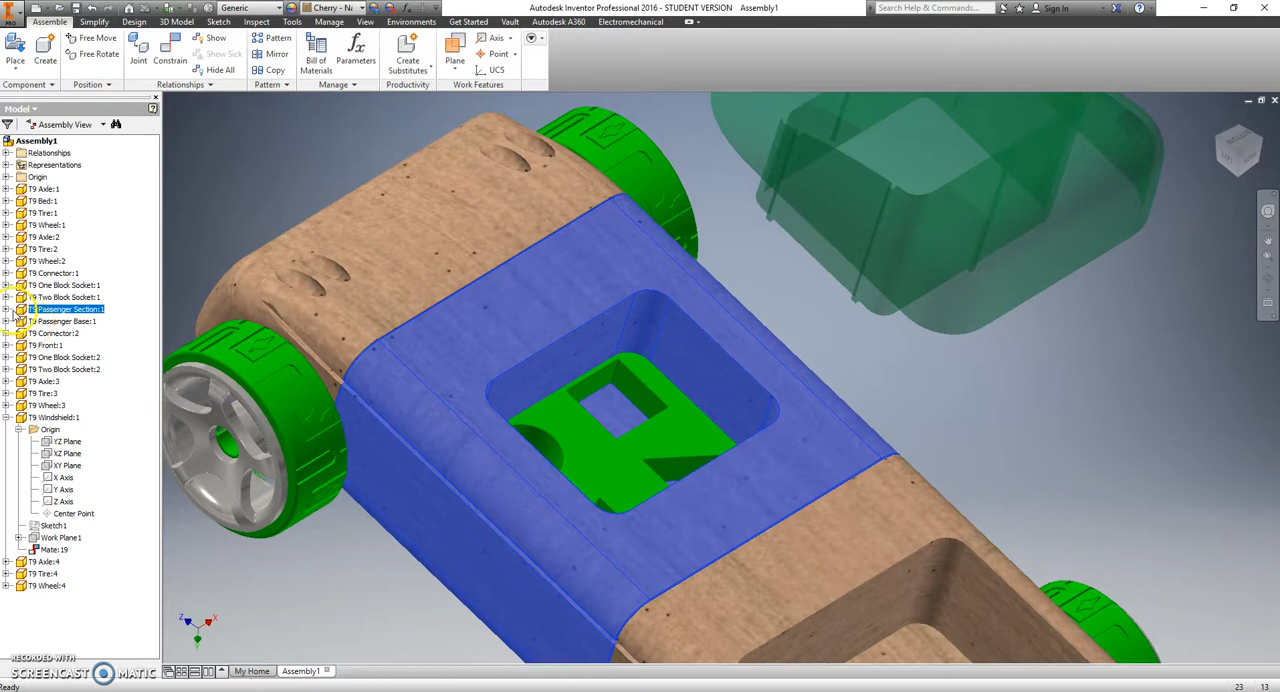 Generic
Cherry - Na
Autodesk Inventor Professional 2016 - STUDENT VERSION Assembly1
Search Help & Commands...
Sign In
PRO
Assemble
Simplify
Design
3D Model
Sketch
Inspect
Tools
Manage
View
Environments
Get Started
Vault
Autodesk A360
Electromechanical
Place
Create
Free Move
Free Rotate
Joint
Constrain
Show
Show Sick
Hide All
Pattern
Mirror
Copy
Bill of
Materials
fx
Parameters
Create
Substitutes
Plane
Axis
Point
UCS
Component
Position
Relationships
Pattern
Manage
Productivity
Work Features
Model
Assembly View
Assembly1
Relationships
Representations
Origin
T9 Axle:1
T9 Bed:1
T9 Tire:1
T9 Wheel:1
T9 Axle:2
T9 Tire:2
T9 Wheel:2
T9 Connector:1
T9 One Block Socket:1
T9 Two Block Socket:1
T9 Passenger Section:1
T9 Passenger Base:1
T9 Connector:2
T9 Front:1
T9 One Block Socket:2
T9 Two Block Socket:2
T9 Axle:3
T9 Tire:3
T9 Wheel:3
T9 Windshield:1
Origin
YZ Plane
XZ Plane
XY Plane
X Axis
Y Axis
Z Axis
Center Point
Sketch1
Work Plane1
Mate:19
T9 Axle:4
T9 Tire:4
T9 Wheel:4
Z
X
Y
RECORDED WITH
SCREENCAST MATIC
My Home
Assembly1
Ready
23
13